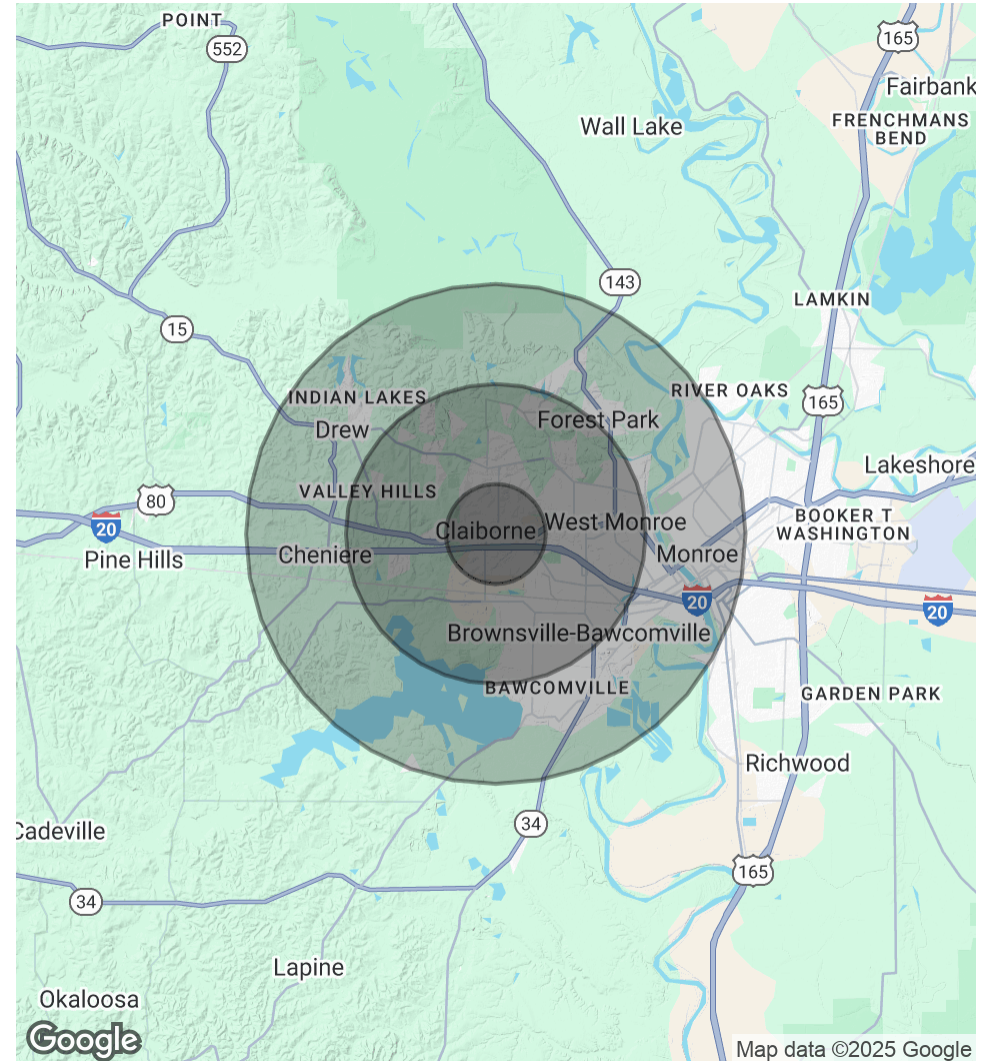 POINT
552
165
Fairbank
Wall Lake
FRENCHMANS
BEND
143
LAMKIN
15
INDIAN LAKES
RIVER OAKS
165
Forest Park
Drew
Lakeshore
VALLEY HILLS
80
Claiborne
West Monroe
BOOKER T
WASHINGTON
20
Pine Hills
Cheniere
Monroe
20
20
Brownsville-Bawcomville
BAWCOMVILLE
GARDEN PARK
Richwood
34
Cadeville
165
34
Lapine
Okaloosa
Google
Map data ©2025 Google